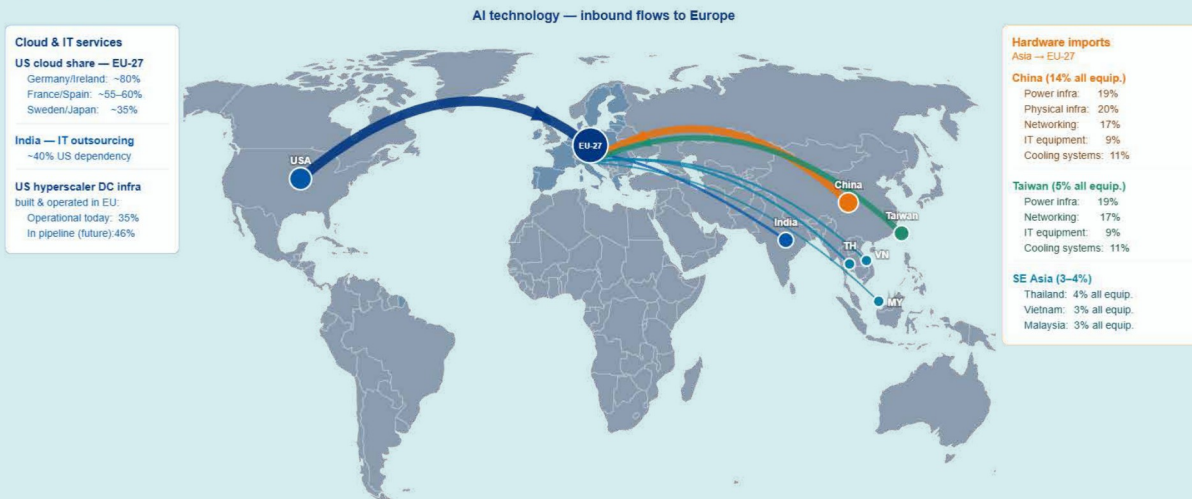 AI technology — inbound flows to Europe
Cloud & IT services
US cloud share — EU-27
Germany/Ireland: ~80%
France/Spain: ~55–60%
Sweden/Japan: ~35%
India — IT outsourcing
~40% US dependency
US hyperscaler DC infra
built & operated in EU:
Operational today: 35%
In pipeline (future):46%
USA
EU-27
China
Taiwan
India
TH
VN
MY
Hardware imports
Asia → EU-27
China (14% all equip.)
Power infra: 19%
Physical infra: 20%
Networking: 17%
IT equipment: 9%
Cooling systems: 11%
Taiwan (5% all equip.)
Power infra: 19%
Networking: 17%
IT equipment: 9%
Cooling systems: 11%
SE Asia (3–4%)
Thailand: 4% all equip.
Vietnam: 3% all equip.
Malaysia: 3% all equip.